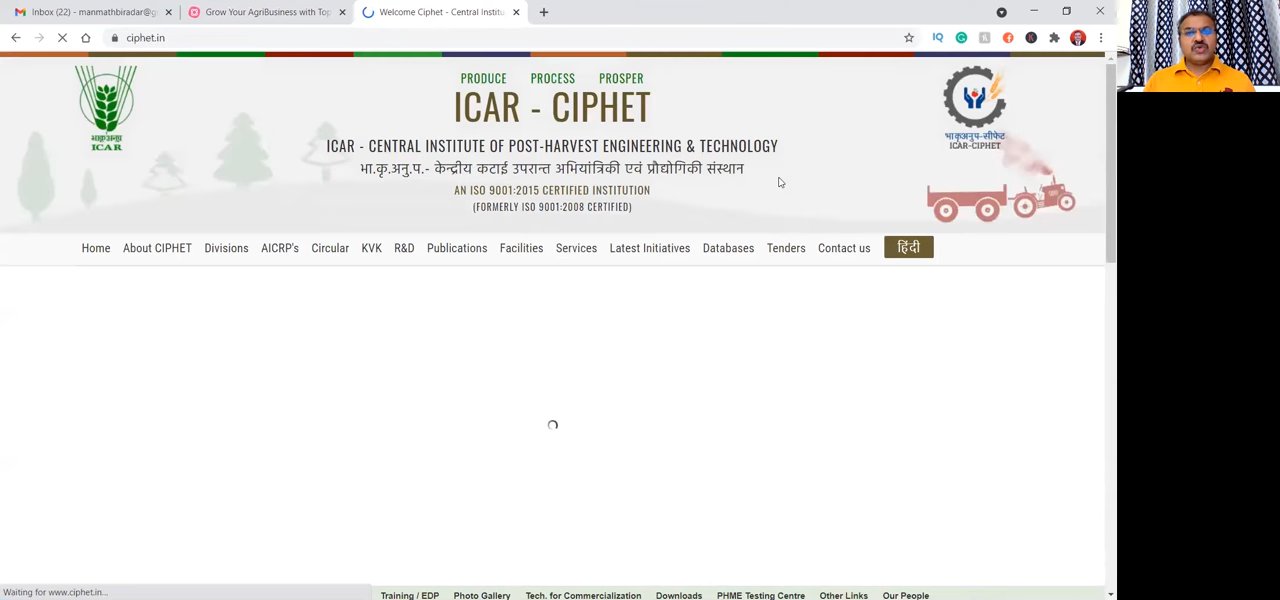 Inbox (22) - manmathbiradar@g
Grow Your AgriBusiness with Top
Welcome Ciphet - Central Institu
ciphet.in
PRODUCE PROCESS PROSPER
ICAR - CIPHET
ICAR - CENTRAL INSTITUTE OF POST-HARVEST ENGINEERING & TECHNOLOGY
भा.कृ.अनु.प.- केन्द्रीय कटाई उपरान्त अभियांत्रिकी एवं प्रौद्योगिकी संस्थान
AN ISO 9001:2015 CERTIFIED INSTITUTION
(FORMERLY ISO 9001:2008 CERTIFIED)
भाकृअनुप
ICAR
भाकृअनुप-सीफेट
ICAR-CIPHET
Home About CIPHET Divisions AICRP's Circular KVK R&D Publications Facilities Services Latest Initiatives Databases Tenders Contact us हिंदी
Waiting for www.ciphet.in...
Training / EDP Photo Gallery Tech. for Commercialization Downloads PHME Testing Centre Other Links Our People